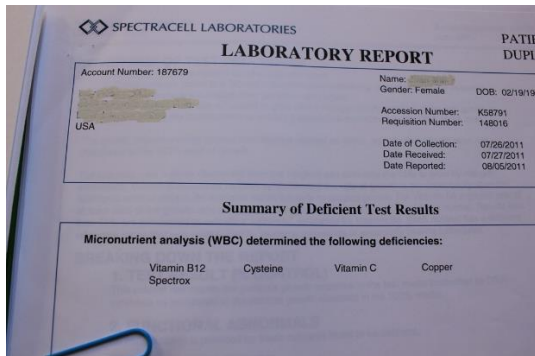 SPECTRACELL LABORATORIES
LABORATORY REPORT
Account Number: 187679
USA
Name:
Gender: Female
DOB: 02/19/19
Accession Number: K58791
Requisition Number: 148016
Date of Collection: 07/26/2011
Date Received: 07/27/2011
Date Reported: 08/05/2011
Summary of Deficient Test Results
Micronutrient analysis (WBC) determined the following deficiencies:
Vitamin B12 Cysteine Vitamin C Copper
Spectrox